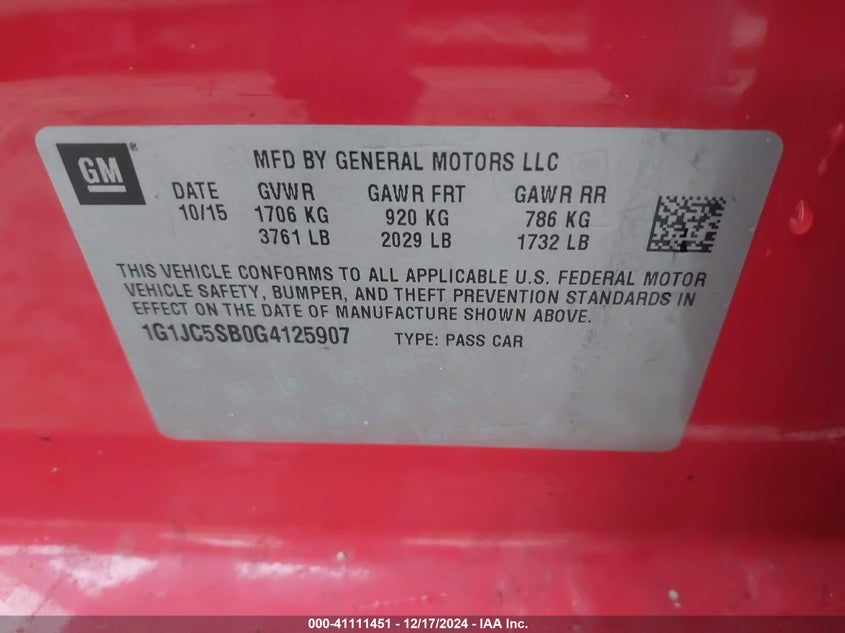 GM
MFD BY GENERAL MOTORS LLC
DATE GVWR GAWR FRT GAWR RR
10/15 1706 KG 920 KG 786 KG
3761 LB 2029 LB 1732 LB
THIS VEHICLE CONFORMS TO ALL APPLICABLE U.S. FEDERAL MOTOR
VEHICLE SAFETY, BUMPER, AND THEFT PREVENTION STANDARDS IN
EFFECT ON THE DATE OF MANUFACTURE SHOWN ABOVE.
1G1JC5SB0G4125907 TYPE: PASS CAR
000-41111451 - 12/17/2024 - IAA Inc.